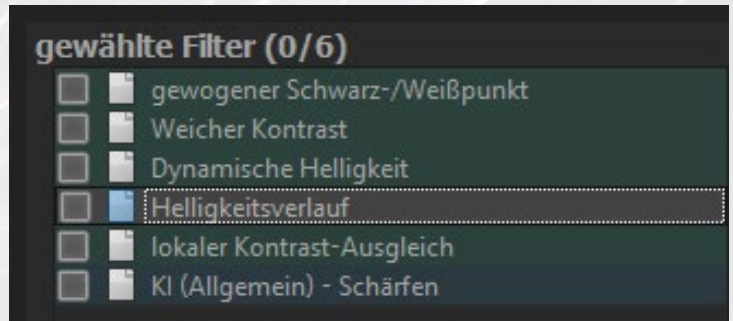 gewählte Filter (0/6)
gewogener Schwarz-/Weißpunkt
Weicher Kontrast
Dynamische Helligkeit
Helligkeitsverlauf
lokaler Kontrast-Ausgleich
KI (Allgemein) - Schärfen